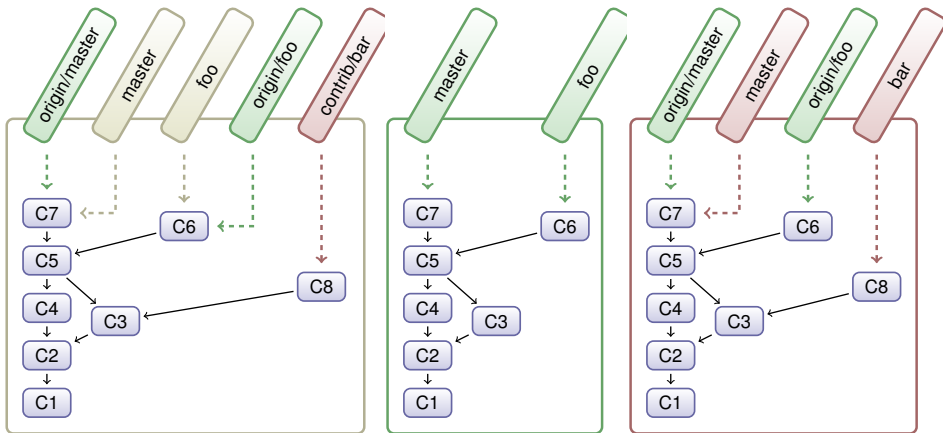 origin/master
master
foo
origin/foo
contrib/bar
C7
C6
C5
C8
C4
C3
C2
C1
master
foo
C7
C6
C5
C4
C3
C2
C1
origin/master
master
origin/foo
bar
C7
C6
C5
C8
C4
C3
C2
C1